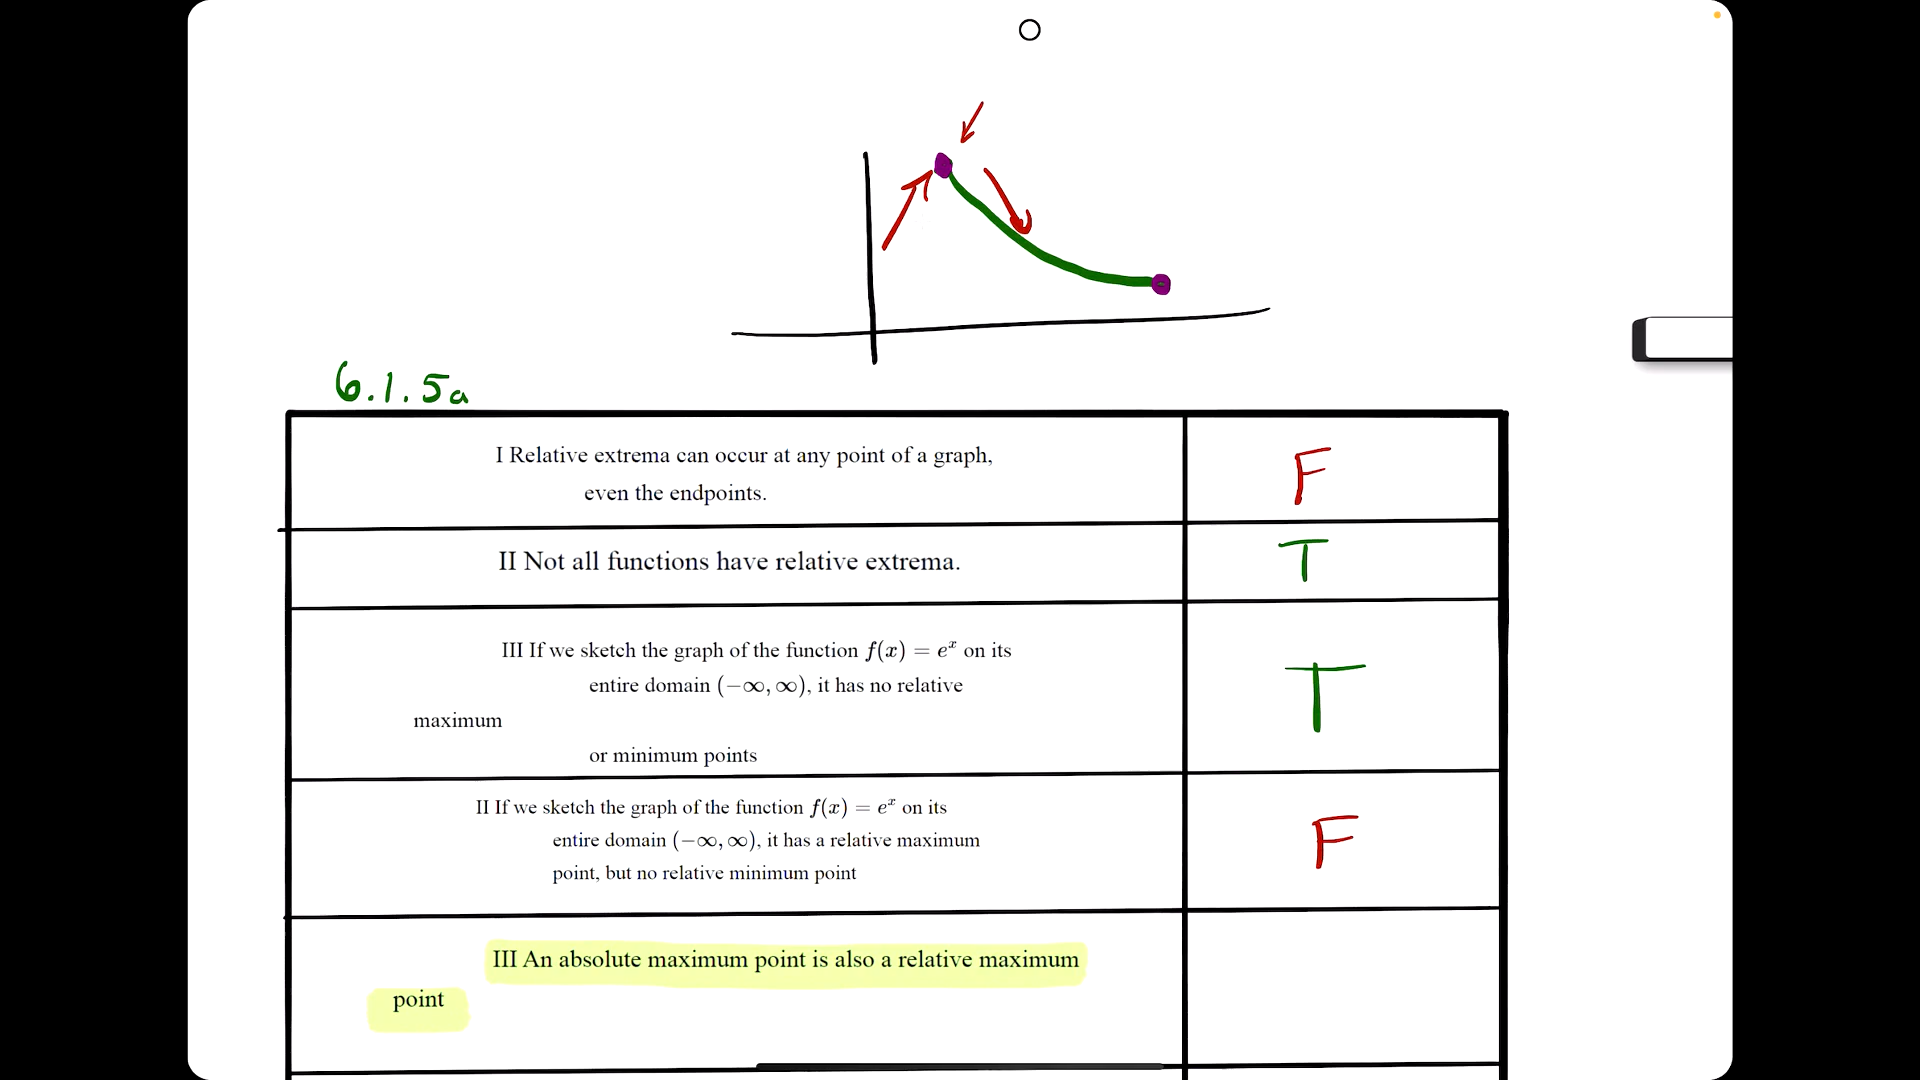 6.1.5a
I Relative extrema can occur at any point of a graph,
even the endpoints.
F
II Not all functions have relative extrema.
T
III If we sketch the graph of the function f(x) = eˣ on its
entire domain (−∞, ∞), it has no relative
maximum
or minimum points
T
II If we sketch the graph of the function f(x) = eˣ on its
entire domain (−∞, ∞), it has a relative maximum
point, but no relative minimum point
F
III An absolute maximum point is also a relative maximum
point